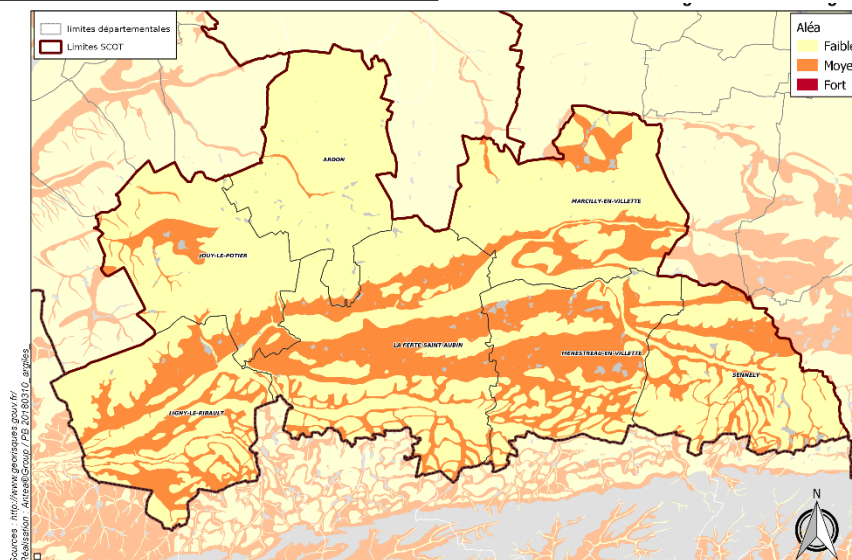 limites départementales
Limites SCOT
Aléa
Faible
Moye
Fort
ARDON
MARCILLY-EN-VILLETTE
JOUY-LE-POTIER
LA FERTE-SAINT-AUBIN
MENESTREAU-EN-VILLETTE
SENNELY
LIGNY-LE-RIBAULT
N
Sources : http://www.georisques.gouv.fr/
Réalisation : Antea®Group / PB 20180310_argiles